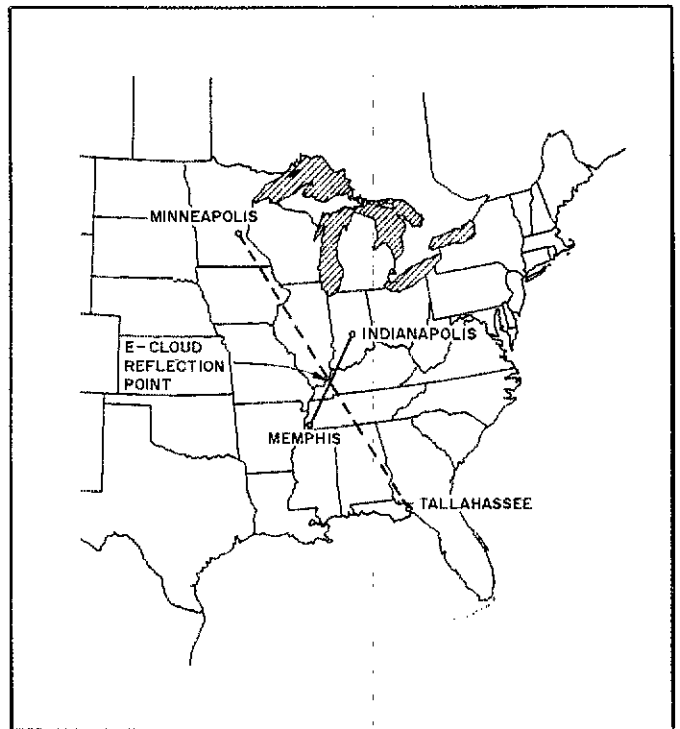 MINNEAPOLIS
INDIANAPOLIS
E-CLOUD
REFLECTION
POINT
MEMPHIS
TALLAHASSEE